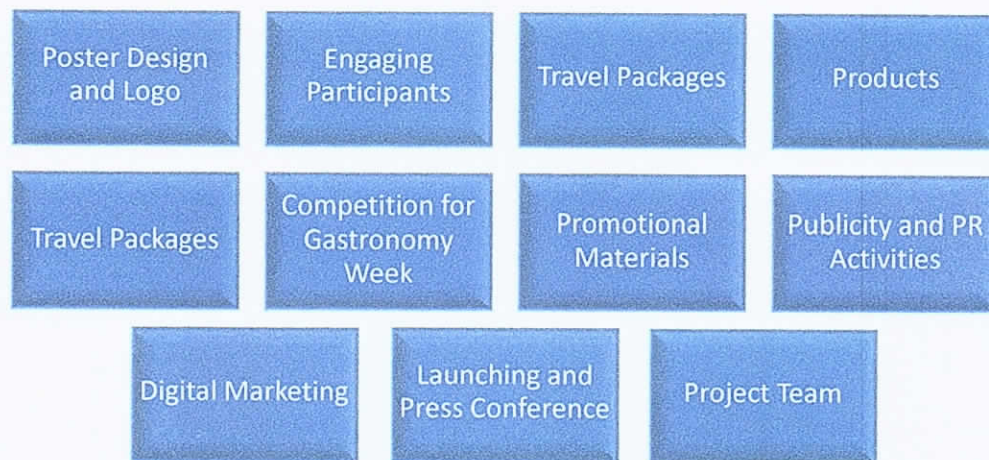 Poster Design
and Logo
Engaging
Participants
Travel Packages
Products
Travel Packages
Competition for
Gastronomy
Week
Promotional
Materials
Publicity and PR
Activities
Digital Marketing
Launching and
Press Conference
Project Team